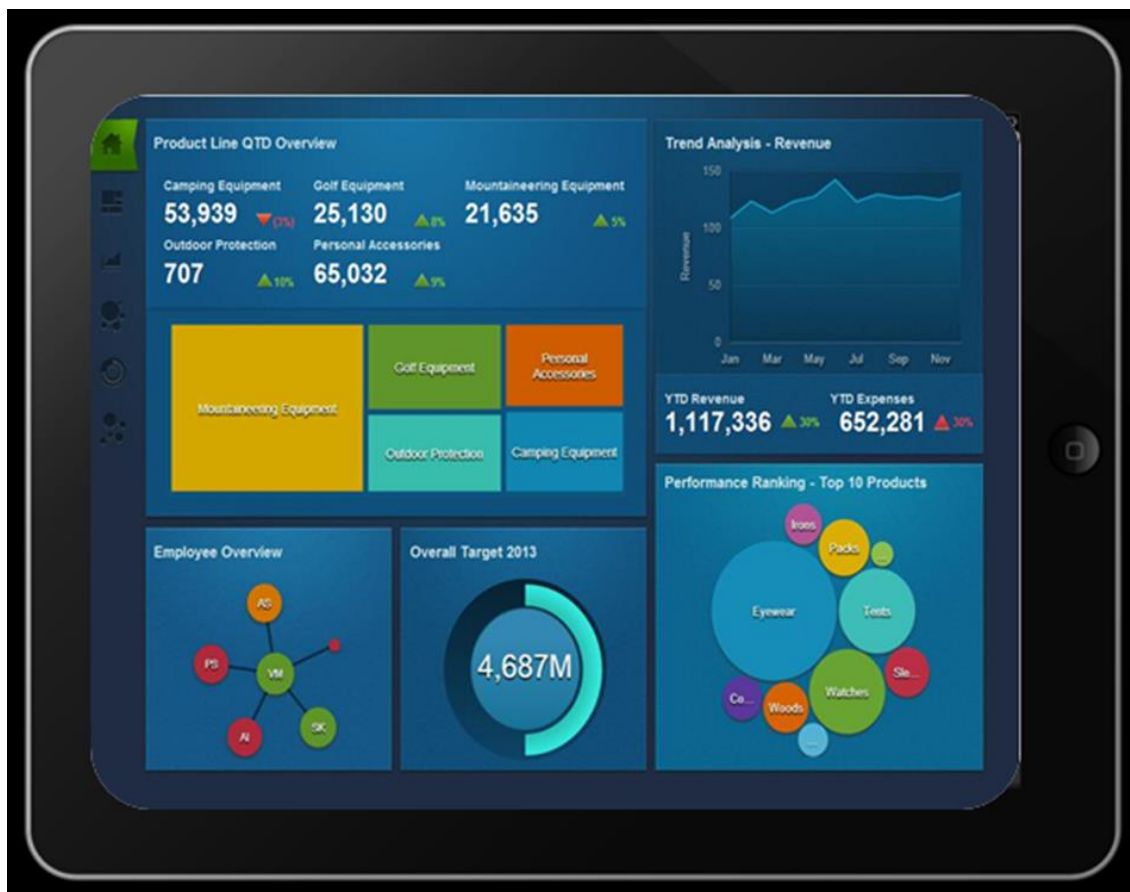 Product Line QTD Overview
Camping Equipment
53,939
(3%)
Golf Equipment
25,130
8%
Mountaineering Equipment
21,635
5%
Outdoor Protection
707
10%
Personal Accessories
65,032
9%
Mountaineering Equipment
Golf Equipment
Personal
Accessories
Outdoor Protection
Camping Equipment
Trend Analysis - Revenue
Revenue
150
100
50
0
Jan Mar May Jul Sep Nov
YTD Revenue
1,117,336
30%
YTD Expenses
652,281
30%
Employee Overview
AS
PS
VM
AI
SK
Overall Target 2013
4,687M
Performance Ranking - Top 10 Products
Irons
Packs
...
Eyewear
Tents
Sle...
Watches
Co...
Woods
...